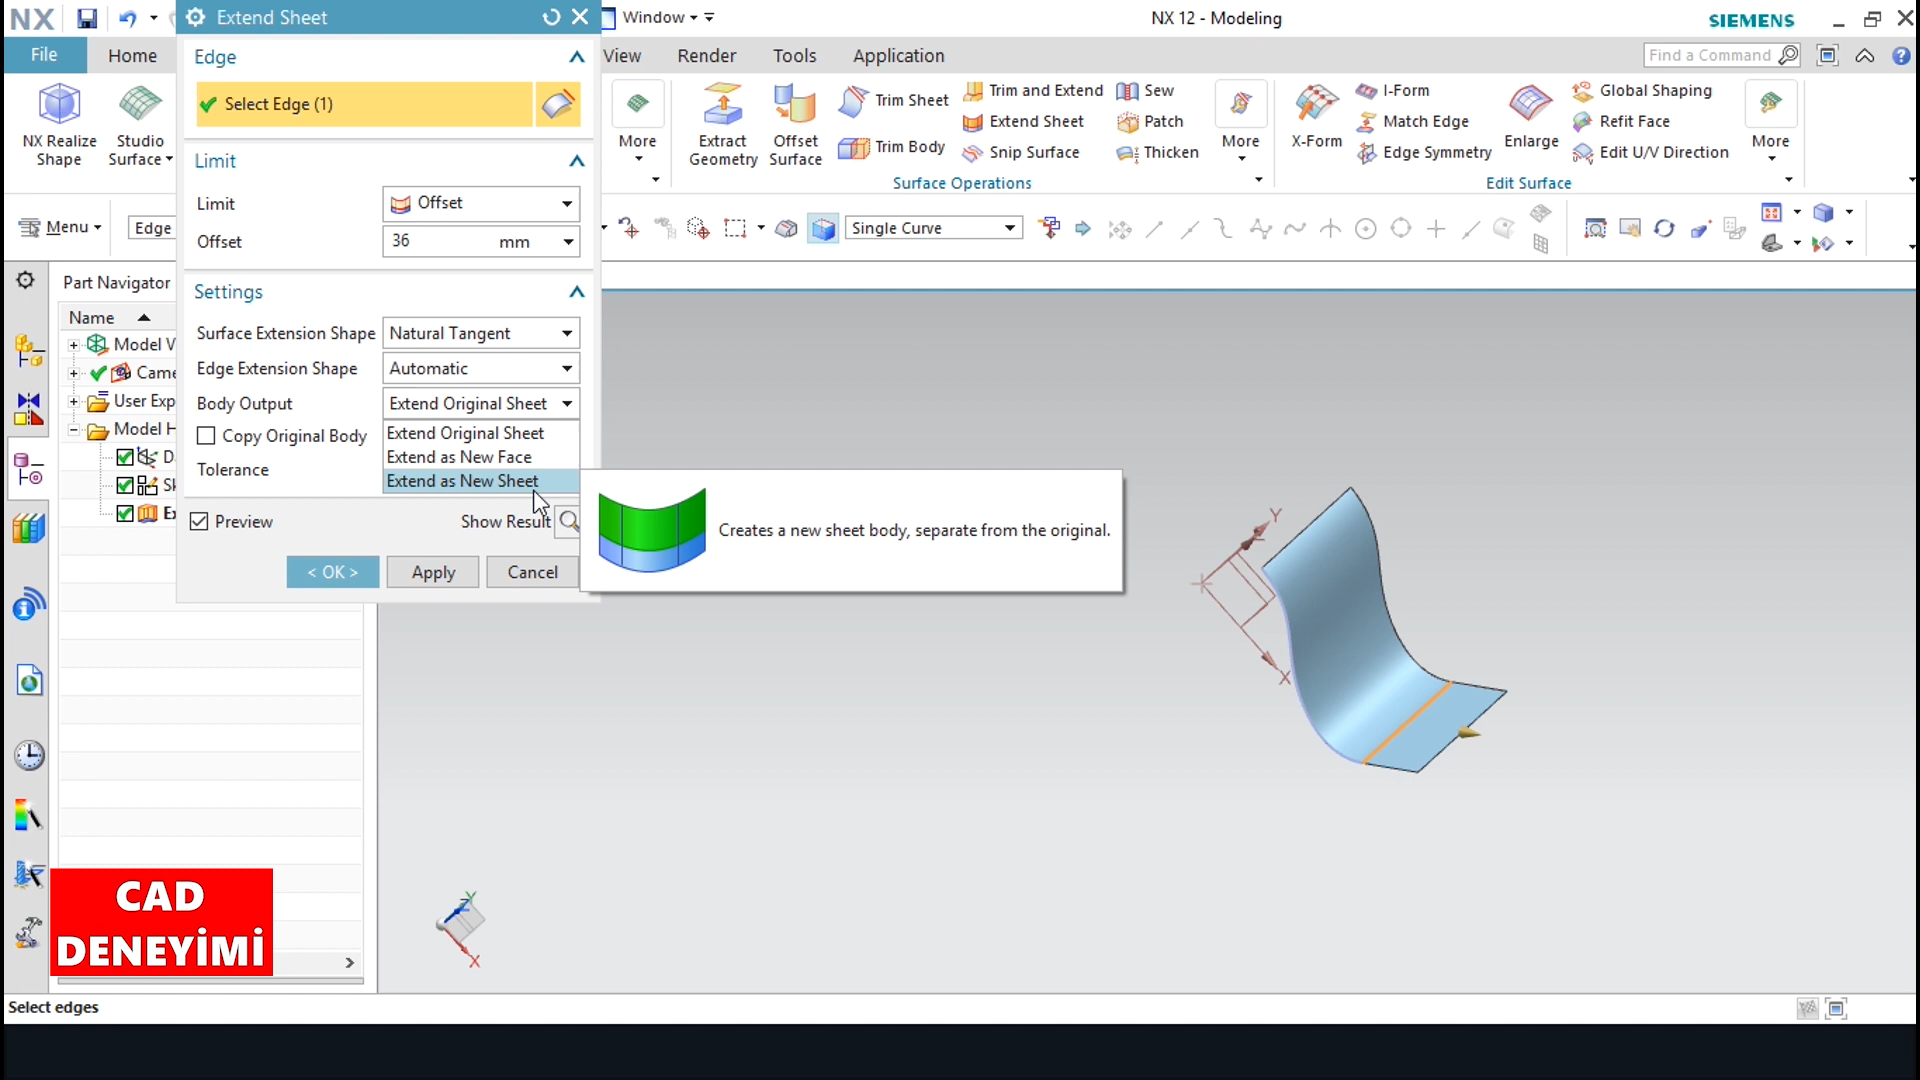 NX
Extend Sheet
Window
NX 12 - Modeling
SIEMENS
File
Home
View
Render
Tools
Application
Find a Command
Edge
Select Edge (1)
NX Realize
Shape
Studio
Surface
More
Extract
Geometry
Offset
Surface
Trim Sheet
Trim Body
Trim and Extend
Extend Sheet
Snip Surface
Sew
Patch
Thicken
More
Surface Operations
X-Form
I-Form
Match Edge
Edge Symmetry
Enlarge
Global Shaping
Refit Face
Edit U/V Direction
More
Edit Surface
Limit
Limit
Offset
Offset
36 mm
Menu
Edge
Single Curve
Settings
Surface Extension Shape
Natural Tangent
Edge Extension Shape
Automatic
Body Output
Extend Original Sheet
Copy Original Body
Extend Original Sheet
Extend as New Face
Extend as New Sheet
Tolerance
Preview
Show Result
< OK >
Apply
Cancel
Creates a new sheet body, separate from the original.
Part Navigator
Name
Model V
Came
User Exp
Model H
D
Sk
Ex
Y
Z
X
Y
Z
X
CAD
DENEYİMİ
Select edges